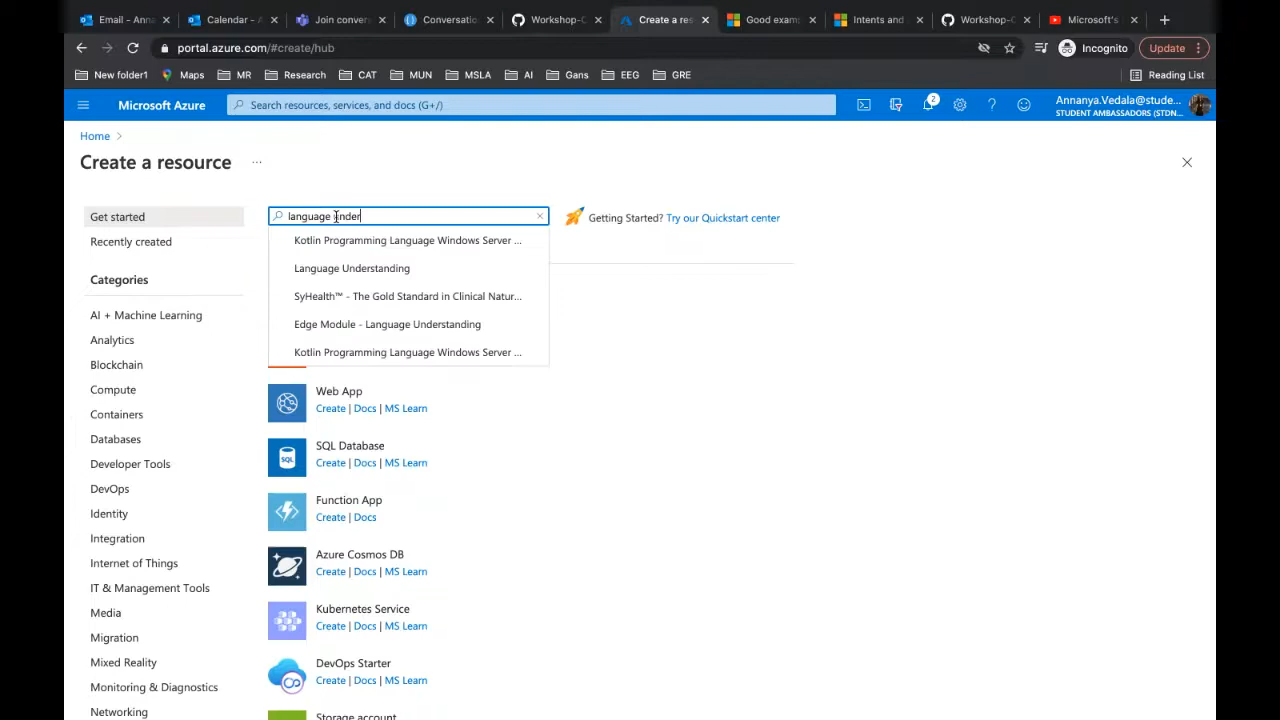 Email - Anna
Calendar - A
Join conver
Conversatio
Workshop-C
Create a res
Good examp
Intents and
Workshop-C
Microsoft's
portal.azure.com/#create/hub
Incognito
Update
New folder1
Maps
MR
Research
CAT
MUN
MSLA
AI
Gans
EEG
GRE
Reading List
Microsoft Azure
Search resources, services, and docs (G+/)
2
Annanya.Vedala@stude...
STUDENT AMBASSADORS (STDN...
Home
Create a resource
...
Get started
Recently created
Categories
AI + Machine Learning
Analytics
Blockchain
Compute
Containers
Databases
Developer Tools
DevOps
Identity
Integration
Internet of Things
IT & Management Tools
Media
Migration
Mixed Reality
Monitoring & Diagnostics
Networking
language under
Kotlin Programming Language Windows Server ...
Language Understanding
SyHealth™ - The Gold Standard in Clinical Natur...
Edge Module - Language Understanding
Kotlin Programming Language Windows Server ...
Getting Started? Try our Quickstart center
Web App
Create | Docs | MS Learn
SQL
SQL Database
Create | Docs | MS Learn
Function App
Create | Docs
Azure Cosmos DB
Create | Docs | MS Learn
Kubernetes Service
Create | Docs | MS Learn
DevOps Starter
Create | Docs | MS Learn
Storage account